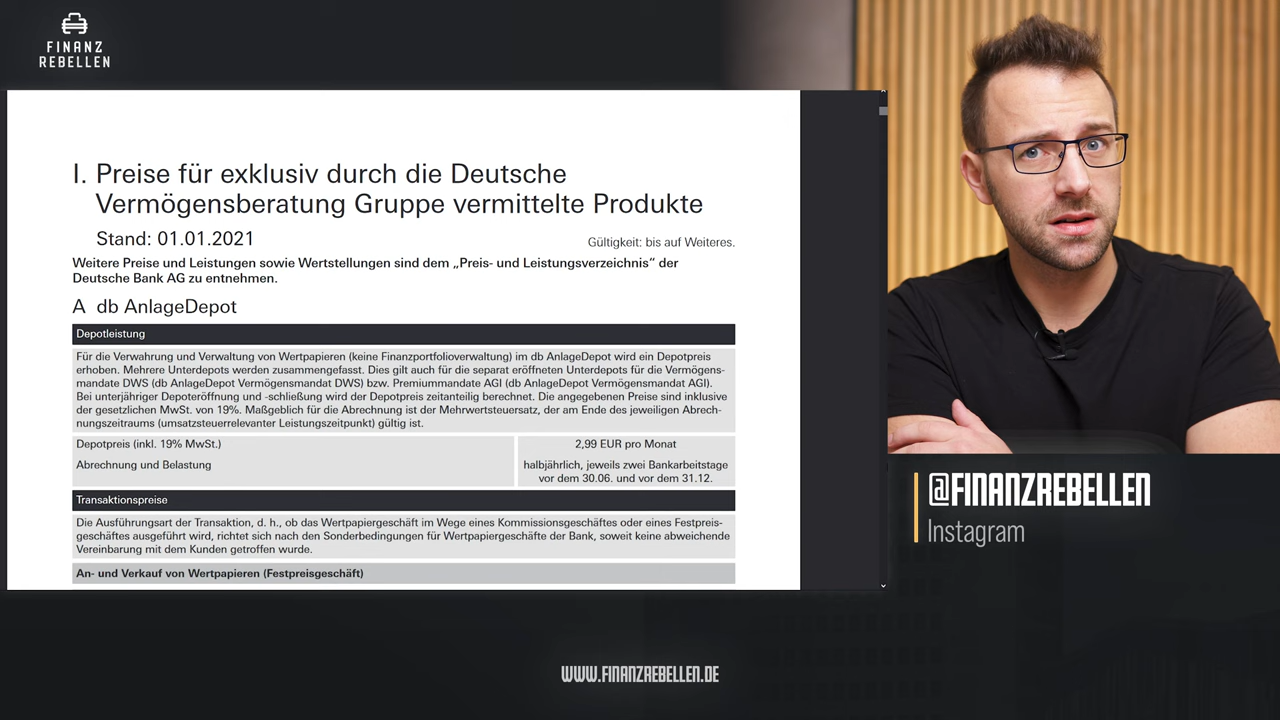 FINANZ
REBELLEN
I. Preise für exklusiv durch die Deutsche
Vermögensberatung Gruppe vermittelte Produkte
Stand: 01.01.2021
Gültigkeit: bis auf Weiteres.
Weitere Preise und Leistungen sowie Wertstellungen sind dem „Preis- und Leistungsverzeichnis“ der
Deutsche Bank AG zu entnehmen.
A db AnlageDepot
Depotleistung
Für die Verwahrung und Verwaltung von Wertpapieren (keine Finanzportfolioverwaltung) im db AnlageDepot wird ein Depotpreis
erhoben. Mehrere Unterdepots werden zusammengefasst. Dies gilt auch für die separat eröffneten Unterdepots für die Vermögens-
mandate DWS (db AnlageDepot Vermögensmandat DWS) bzw. Premiummandate AGI (db AnlageDepot Vermögensmandat AGI).
Bei unterjähriger Depoteröffnung und -schließung wird der Depotpreis zeitanteilig berechnet. Die angegebenen Preise sind inklusive
der gesetzlichen MwSt. von 19%. Maßgeblich für die Abrechnung ist der Mehrwertsteuersatz, der am Ende des jeweiligen Abrech-
nungszeitraums (umsatzsteuerrelevanter Leistungszeitpunkt) gültig ist.
Depotpreis (inkl. 19% MwSt.)
2,99 EUR pro Monat
Abrechnung und Belastung
halbjährlich, jeweils zwei Bankarbeitstage
vor dem 30.06. und vor dem 31.12.
Transaktionspreise
Die Ausführungsart der Transaktion, d. h., ob das Wertpapiergeschäft im Wege eines Kommissionsgeschäftes oder eines Festpreis-
geschäftes ausgeführt wird, richtet sich nach den Sonderbedingungen für Wertpapiergeschäfte der Bank, soweit keine abweichende
Vereinbarung mit dem Kunden getroffen wurde.
An- und Verkauf von Wertpapieren (Festpreisgeschäft)
@FINANZREBELLEN
Instagram
WWW.FINANZREBELLEN.DE